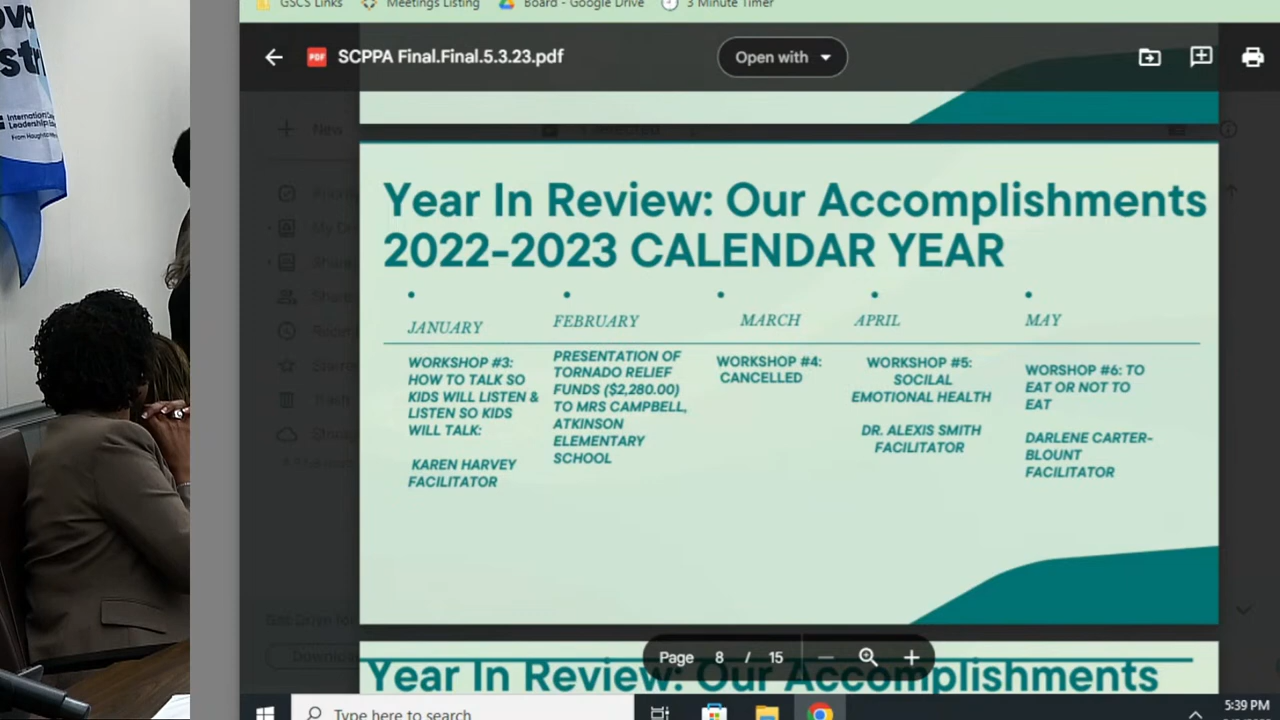 GSCS Links
Meetings Listing
Board - Google Drive
3 Minute Timer
International
Leadership
PDF
SCPPA Final.Final.5.3.23.pdf
Open with
New
Year In Review: Our Accomplishments
2022-2023 CALENDAR YEAR
• JANUARY
WORKSHOP #3:
HOW TO TALK SO
KIDS WILL LISTEN &
LISTEN SO KIDS
WILL TALK:
KAREN HARVEY
FACILITATOR
• FEBRUARY
PRESENTATION OF
TORNADO RELIEF
FUNDS ($2,280.00)
TO MRS CAMPBELL,
ATKINSON
ELEMENTARY
SCHOOL
• MARCH
WORKSHOP #4:
CANCELLED
• APRIL
WORKSHOP #5:
SOCILAL
EMOTIONAL HEALTH
DR. ALEXIS SMITH
FACILITATOR
• MAY
WORSHOP #6: TO
EAT OR NOT TO
EAT
DARLENE CARTER-
BLOUNT
FACILITATOR
Page 8 / 15
Year In Review: Our Accomplishments
Type here to search
5:39 PM